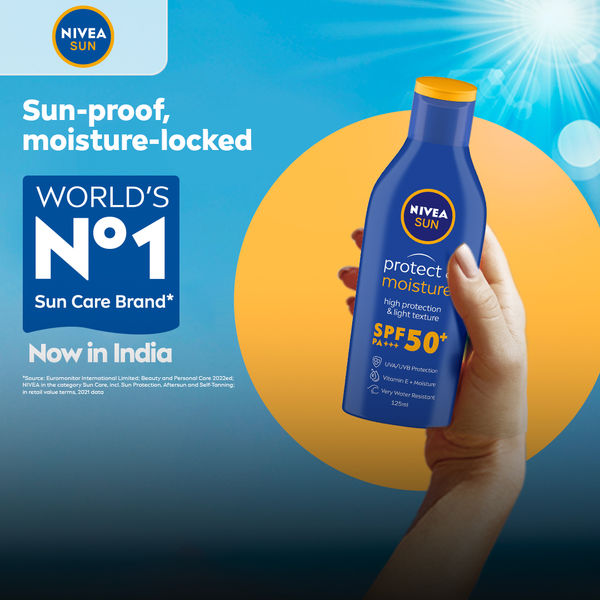 NIVEA
SUN
Sun-proof,
moisture-locked
WORLD'S
Nº1
Sun Care Brand*
Now in India
*Source: Euromonitor International Limited; Beauty and Personal Care 2022ed;
NIVEA in the category Sun Care, incl. Sun Protection, Aftersun and Self-Tanning;
in retail value terms, 2021 data
NIVEA
SUN
protect
moisture
high protection
& light texture
SPF 50+
PA+++
UVA/UVB Protection
Vitamin E + Moisture
Very Water Resistant
125ml